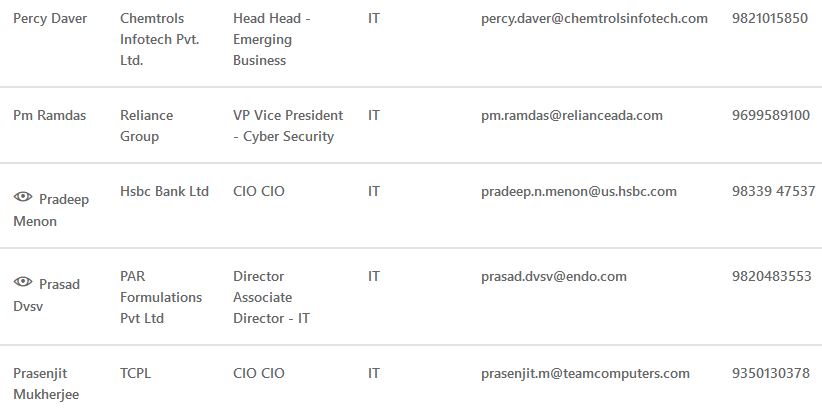 Percy Daver Chemtrols Head Head - IT percy.daver@chemtrolsinfotech.com 9821015850
Infotech Pvt. Emerging
Ltd. Business
Pm Ramdas Reliance VP Vice President IT pm.ramdas@relianceada.com 9699589100
Group - Cyber Security
Pradeep Hsbc Bank Ltd CIO CIO IT pradeep.n.menon@us.hsbc.com 98339 47537
Menon
Prasad PAR Director IT prasad.dvsv@endo.com 9820483553
Dvsv Formulations Associate
Pvt Ltd Director - IT
Prasenjit TCPL CIO CIO IT prasenjit.m@teamcomputers.com 9350130378
Mukherjee